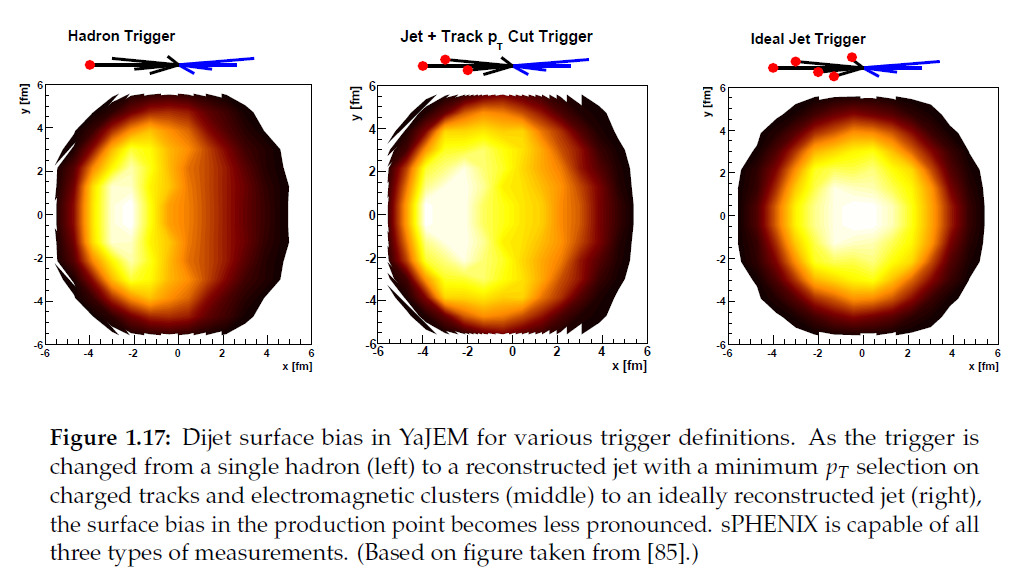 Hadron Trigger
Jet + Track pT Cut Trigger
Ideal Jet Trigger
y [fm]
6
4
2
0
-2
-4
-6
-6 -4 -2 0 2 4 6
x [fm]
y [fm]
6
4
2
0
-2
-4
-6
-6 -4 -2 0 2 4 6
x [fm]
y [fm]
6
4
2
0
-2
-4
-6
-6 -4 -2 0 2 4 6
x [fm]
Figure 1.17: Dijet surface bias in YaJEM for various trigger definitions. As the trigger is
changed from a single hadron (left) to a reconstructed jet with a minimum pT selection on
charged tracks and electromagnetic clusters (middle) to an ideally reconstructed jet (right),
the surface bias in the production point becomes less pronounced. sPHENIX is capable of all
three types of measurements. (Based on figure taken from [85].)